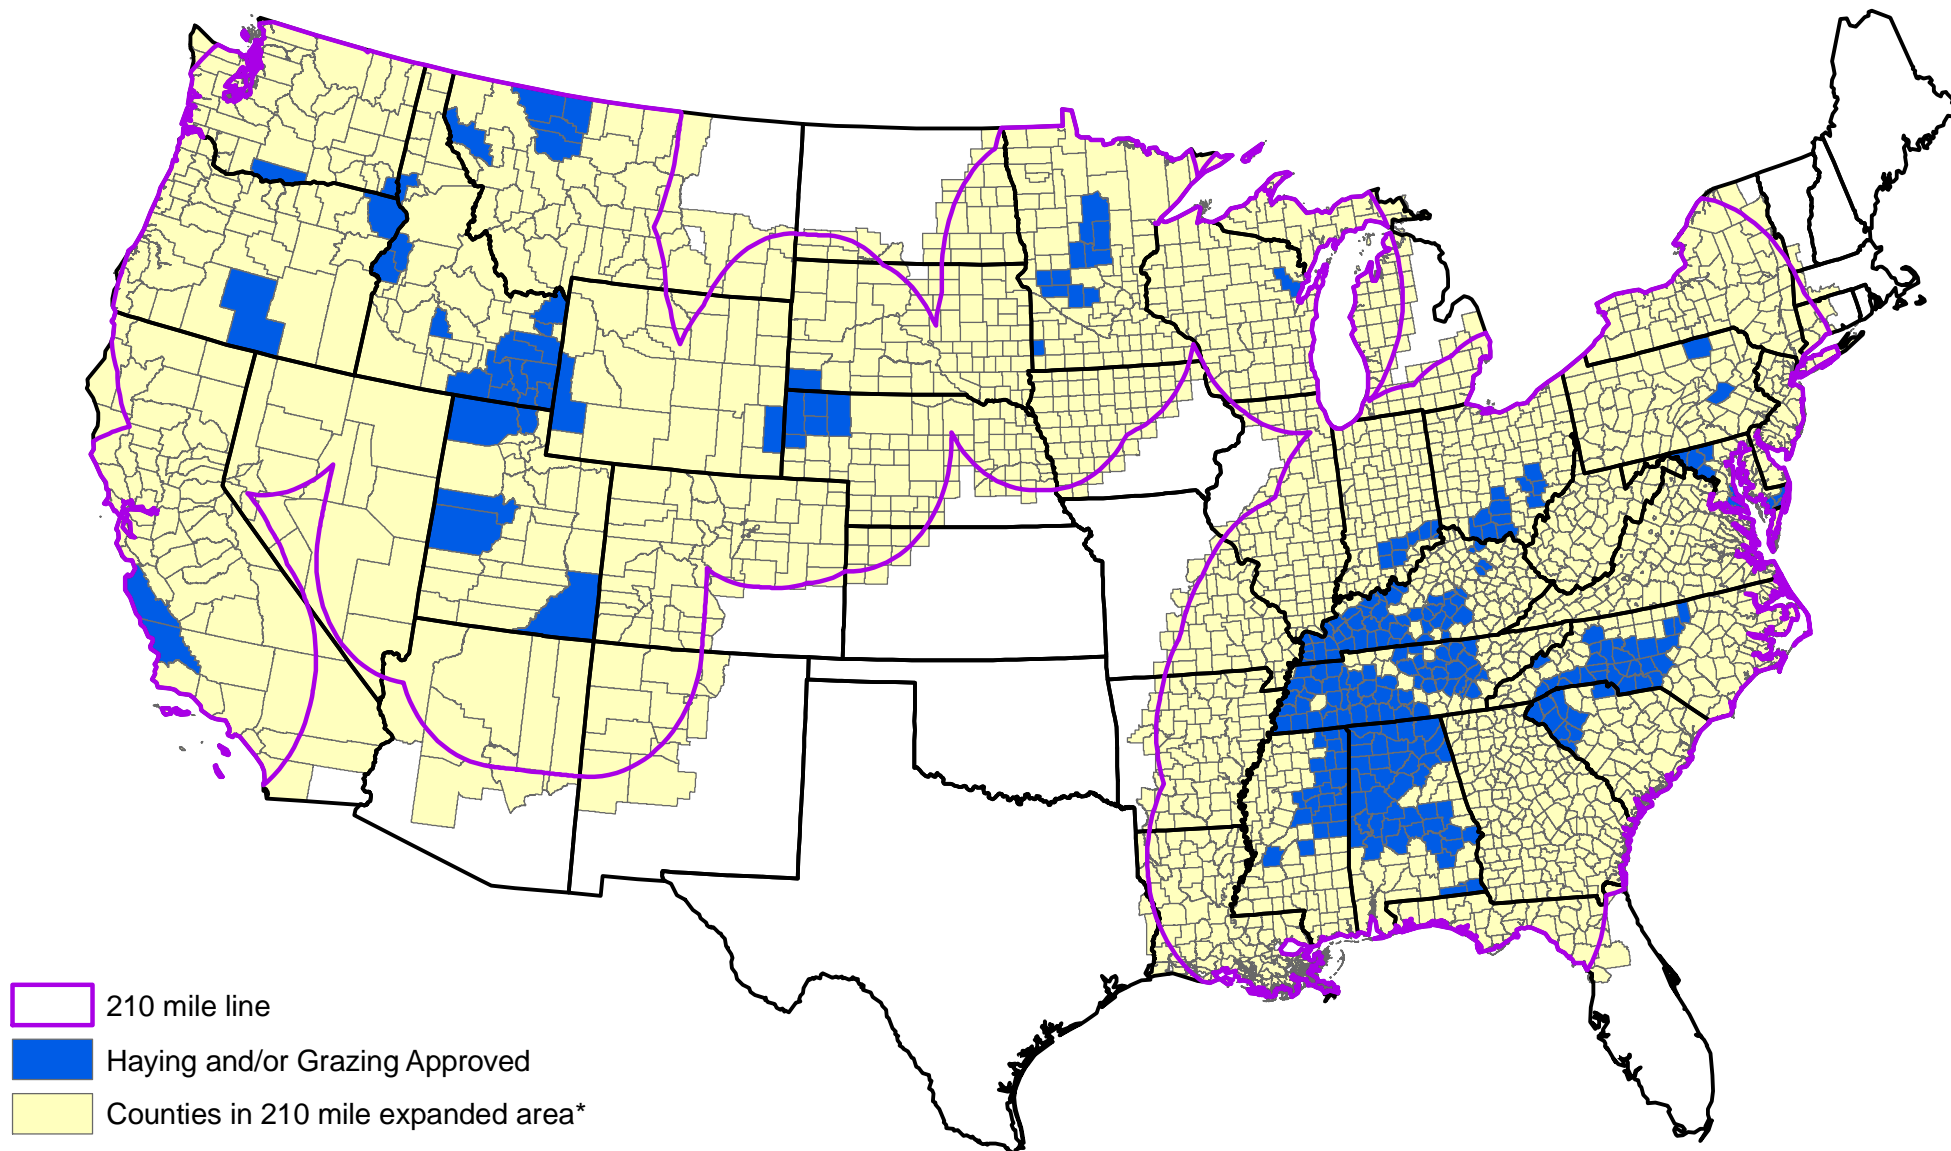 210 mile line
Haying and/or Grazing Approved
Counties in 210 mile expanded area*